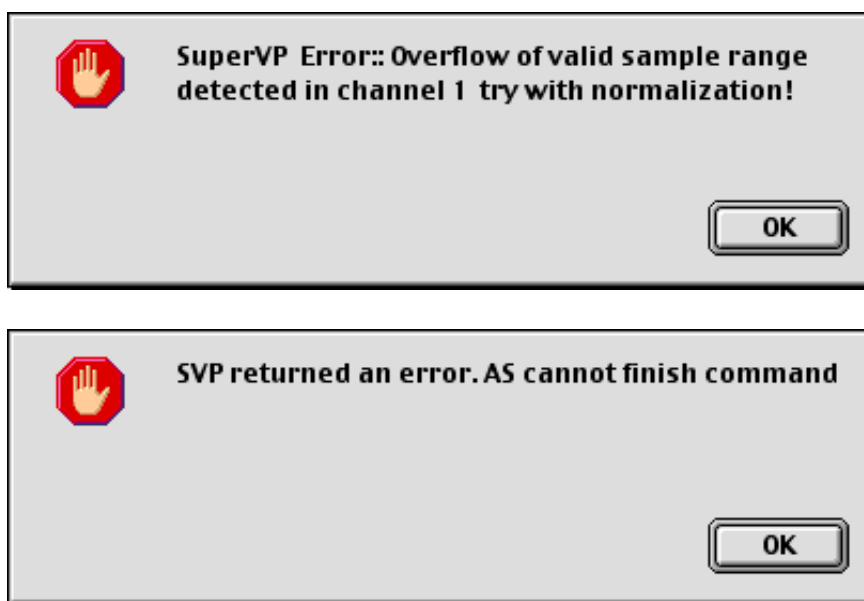 SuperVP Error:: Overflow of valid sample range
detected in channel 1 try with normalization!
OK
SVP returned an error. AS cannot finish command
OK